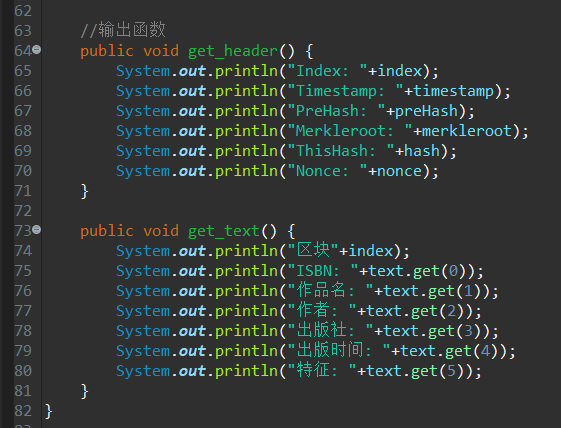 62
63 //输出函数
64 public void get_header() {
65 System.out.println("Index: "+index);
66 System.out.println("Timestamp: "+timestamp);
67 System.out.println("PreHash: "+preHash);
68 System.out.println("Merkleroot: "+merkleroot);
69 System.out.println("ThisHash: "+hash);
70 System.out.println("Nonce: "+nonce);
71 }
72
73 public void get_text() {
74 System.out.println("区块"+index);
75 System.out.println("ISBN: "+text.get(0));
76 System.out.println("作品名: "+text.get(1));
77 System.out.println("作者: "+text.get(2));
78 System.out.println("出版社: "+text.get(3));
79 System.out.println("出版时间: "+text.get(4));
80 System.out.println("特征: "+text.get(5));
81 }
82 }